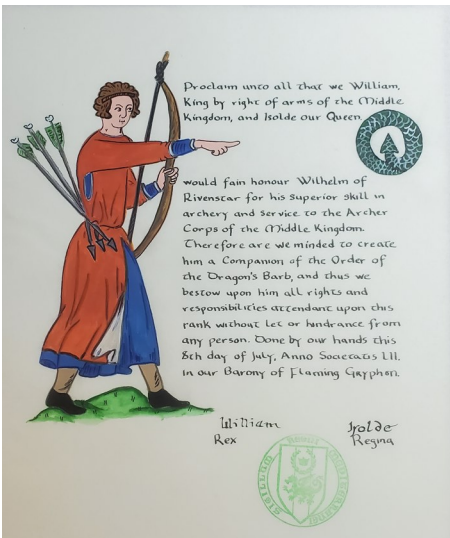 Proclaim unto all that we William,
King by right of arms of the Middle
Kingdom, and Isolde our Queen
would fain honour Wilhelm of
Rivenstar for his superior skill in
archery and service to the Archer
Corps of the Middle Kingdom.
Therefore are we minded to create
him a Companion of the Order of
the Dragon's Barb, and thus we
bestow upon him all rights and
responsibilities attendant upon this
rank without let or hindrance from
any person. Done by our hands this
8th day of July, Anno Societatis LII,
in our Barony of Flaming Gryphon.
William Isolde
Rex Regina